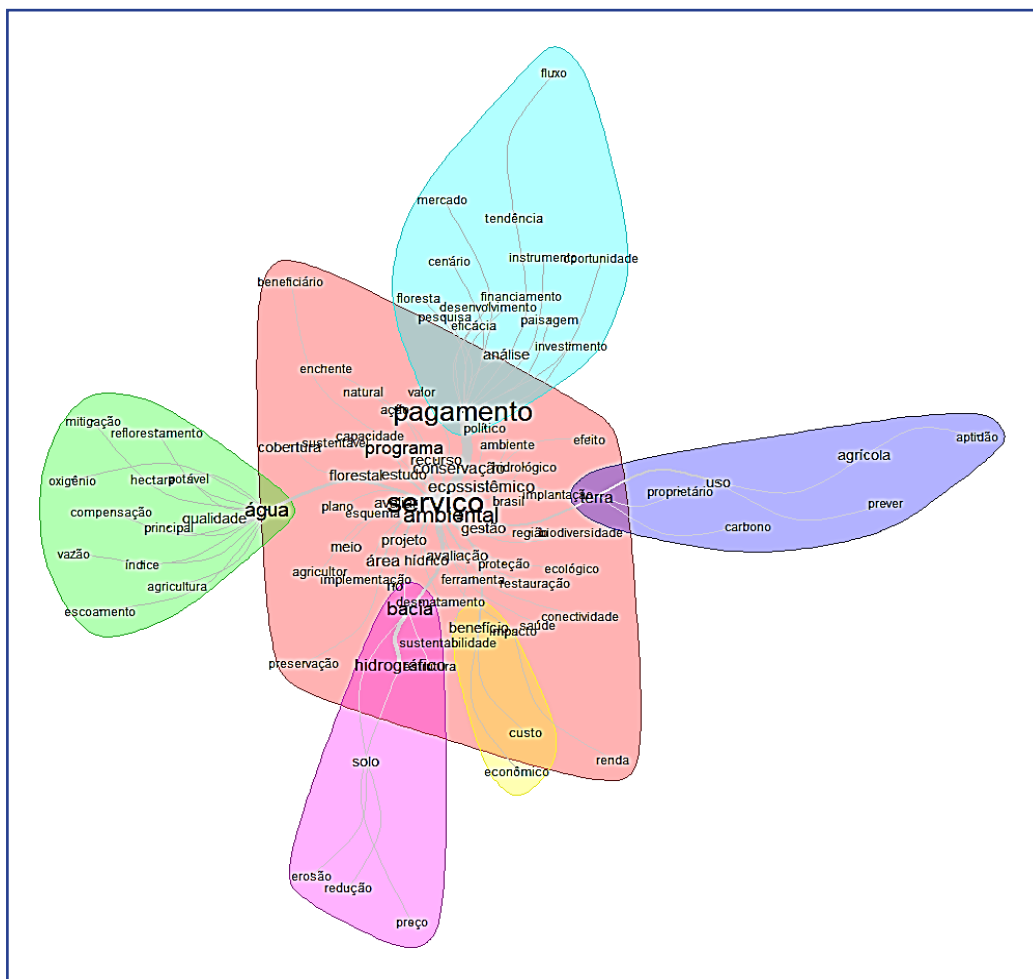 fluxo
mercado
tendência
cenário
instrumento
oportunidade
beneficiário
floresta
financiamento
desenvolvimento
pesquisa
eficácia
paisagem
análise
investimento
enchente
natural
valor
ação
pagamento
mitigação
reflorestamento
político
capacidade
sustentável
cobertura
programa
ambiente
efeito
aptidão
recurso
conservação
hidrológico
agrícola
oxigênio
hectare
potável
florestal
estudo
ecossistêmico
uso
proprietário
implantação
terra
brasil
serviço
prever
compensação
qualidade
água
plano
esquema
ambiental
principal
gestão
região
biodiversidade
carbono
vazão
índice
meio
projeto
avaliação
área
hídrico
proteção
ecológico
agricultor
implementação
ferramenta
restauração
agricultura
rio
escoamento
desmatamento
bacia
conectividade
benefício
impacto
saúde
sustentabilidade
preservação
hidrográfico
custo
solo
econômico
renda
erosão
redução
preço